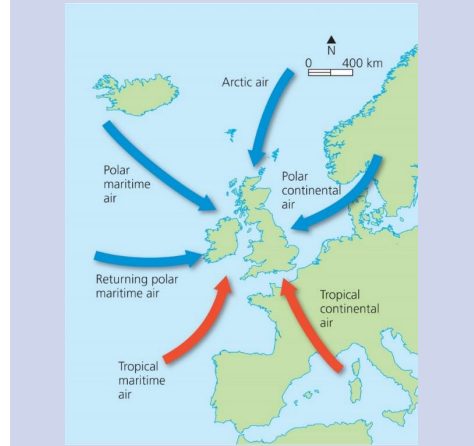 N
0 400 km
Arctic air
Polar
maritime
air
Polar
continental
air
Returning polar
maritime air
Tropical
continental
air
Tropical
maritime
air